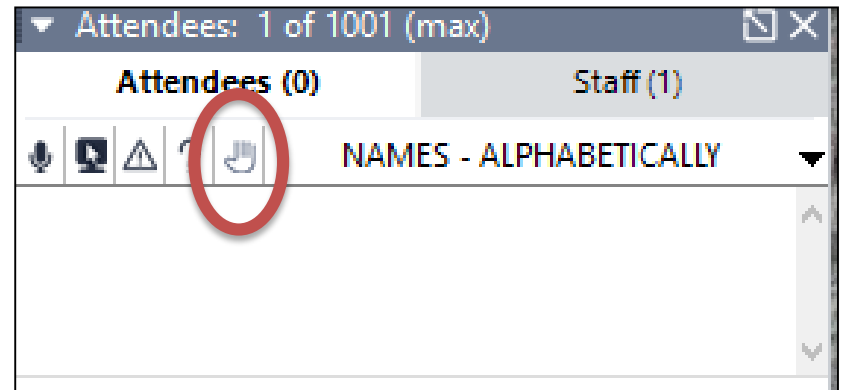 Attendees: 1 of 1001 (max)
Attendees (0) Staff (1)
? NAMES - ALPHABETICALLY